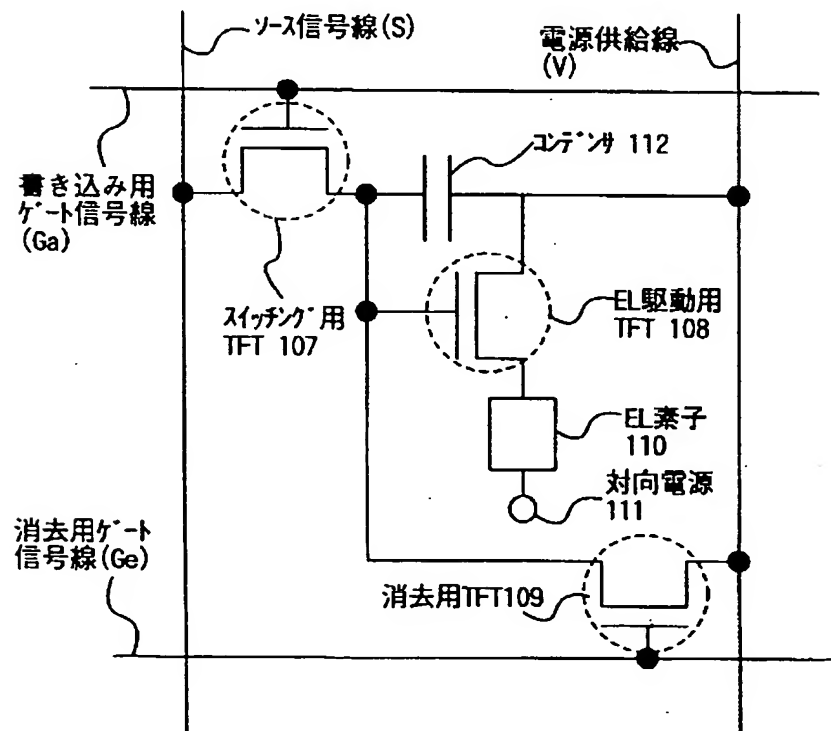 ソース信号線(S)
電源供給線
(V)
コンデンサ 112
書き込み用
ゲート信号線
(Ga)
スイッチング用
TFT 107
EL駆動用
TFT 108
EL素子
110
対向電源
111
消去用ゲート
信号線(Ge)
消去用TFT109